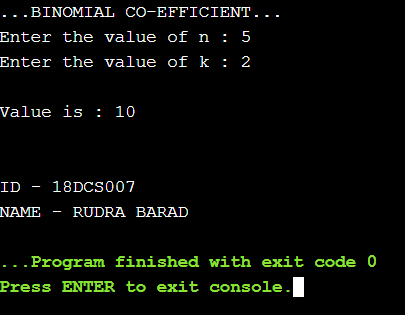 ...BINOMIAL CO-EFFICIENT...
Enter the value of n : 5
Enter the value of k : 2
Value is : 10
ID - 18DCS007
NAME - RUDRA BARAD
...Program finished with exit code 0
Press ENTER to exit console.